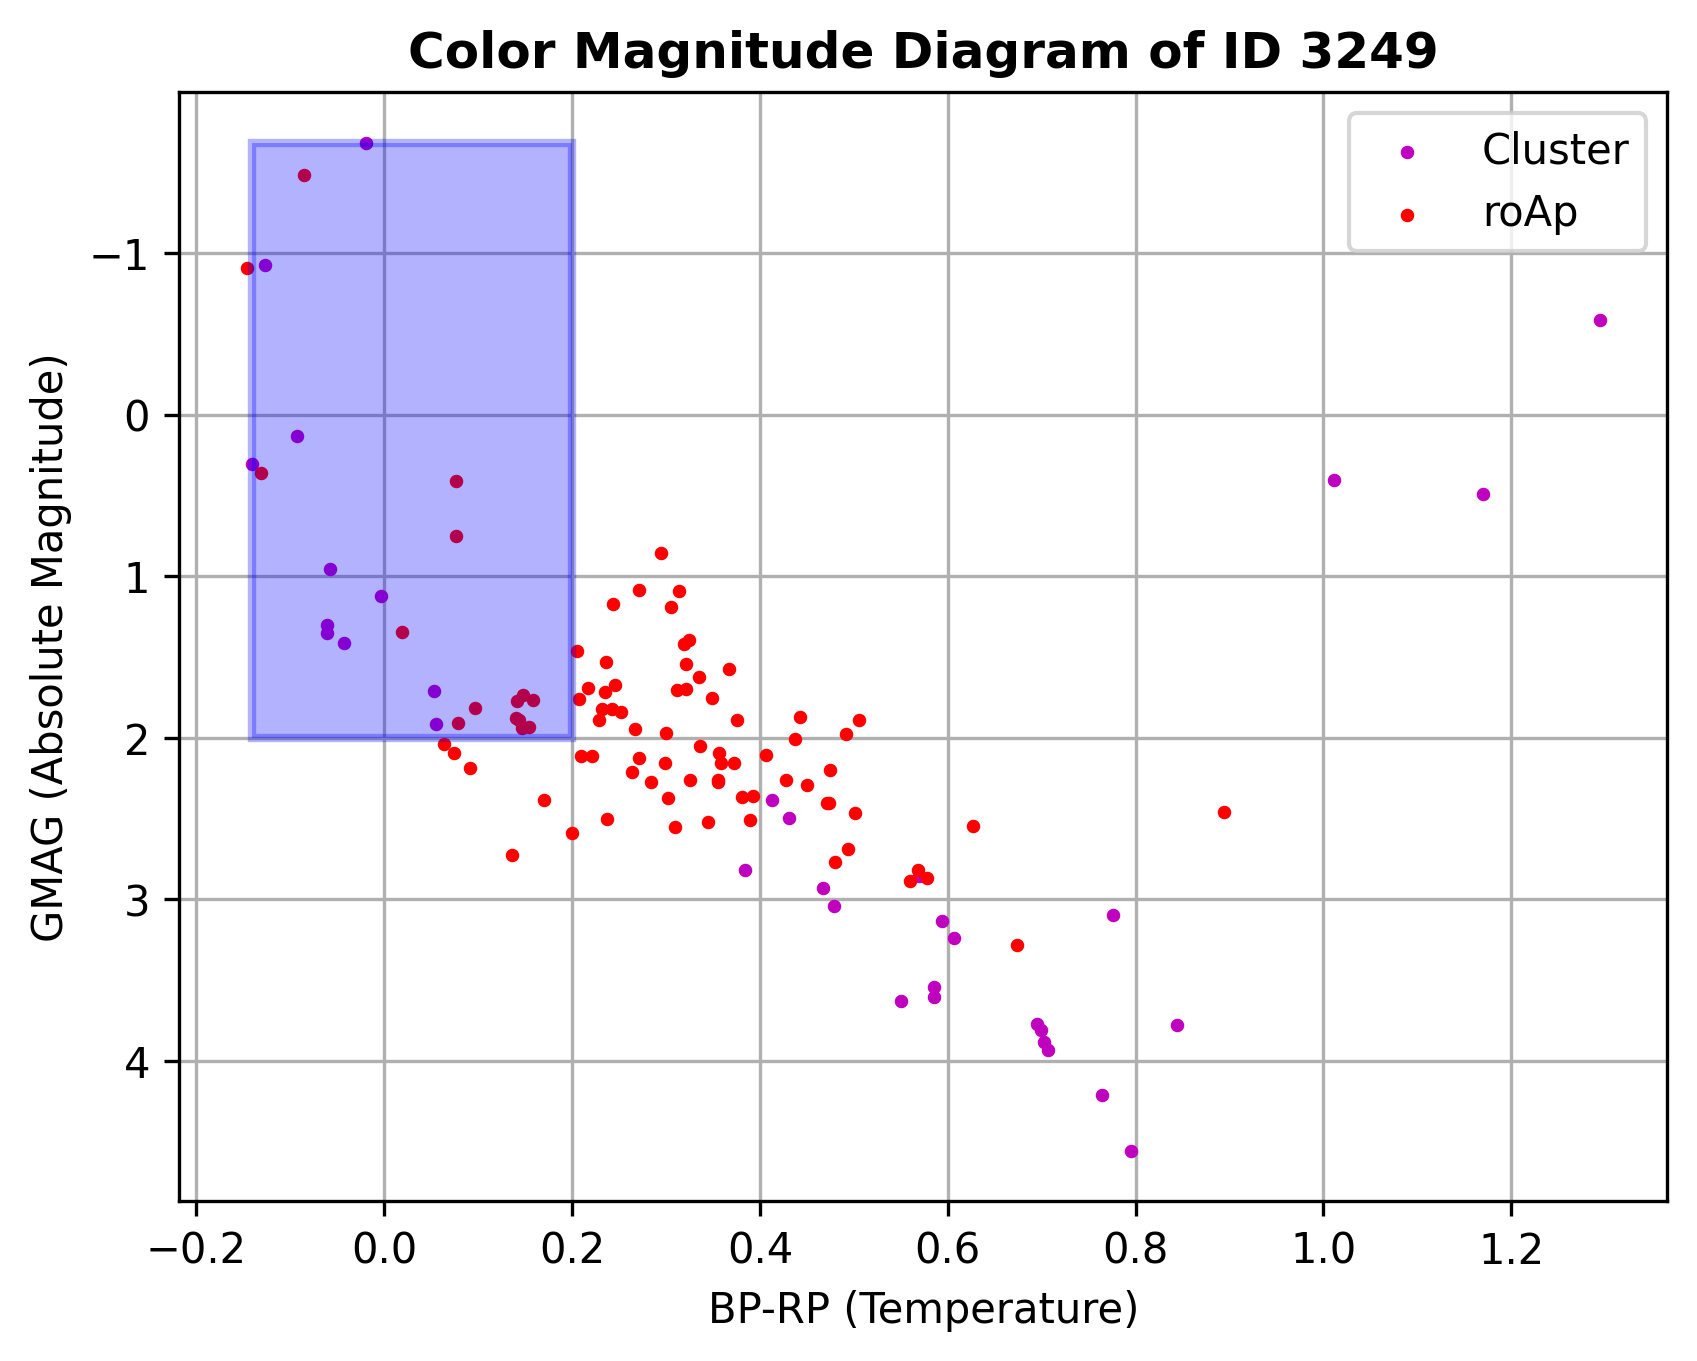 Color Magnitude Diagram of ID 3249
Cluster
roAp
−1
0
1
2
3
4
GMAG (Absolute Magnitude)
−0.2 0.0 0.2 0.4 0.6 0.8 1.0 1.2
BP-RP (Temperature)